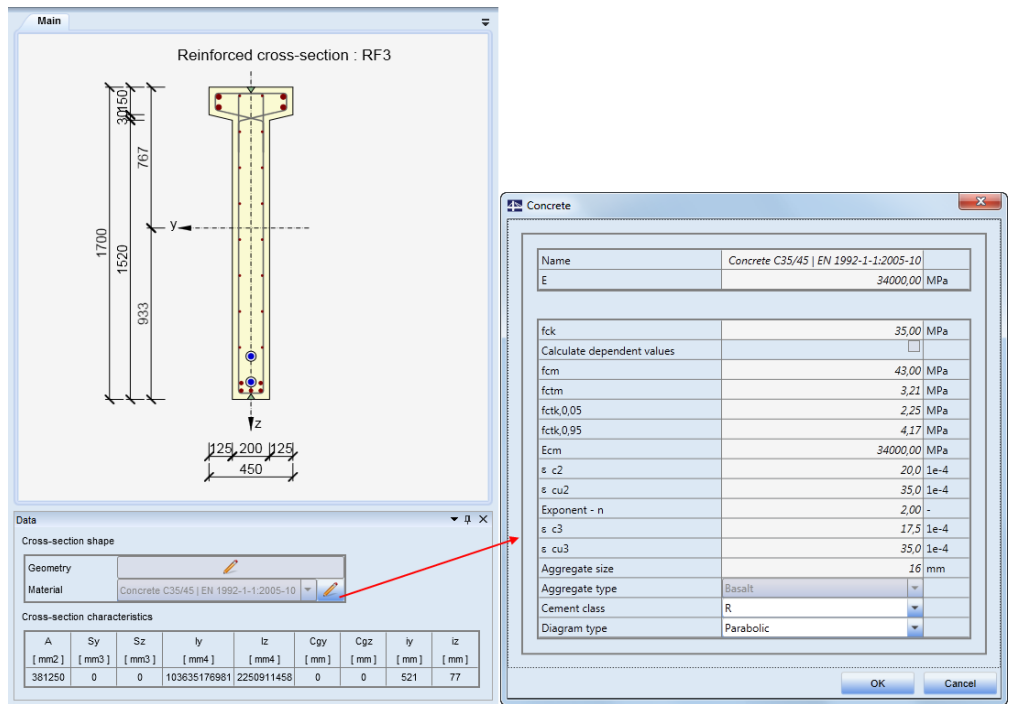 Main
Reinforced cross-section : RF3
150
30
767
y
1700
1520
933
z
125 200 125
450
Data
Cross-section shape
Geometry
Material Concrete C35/45 | EN 1992-1-1:2005-10
Cross-section characteristics
A Sy Sz Iy Iz Cgy Cgz iy iz
[ mm2 ] [ mm3 ] [ mm3 ] [ mm4 ] [ mm4 ] [ mm ] [ mm ] [ mm ] [ mm ]
381250 0 0 103635176981 2250911458 0 0 521 77
Concrete
Name Concrete C35/45 | EN 1992-1-1:2005-10
E 34000,00 MPa
fck 35,00 MPa
Calculate dependent values
fcm 43,00 MPa
fctm 3,21 MPa
fctk,0,05 2,25 MPa
fctk,0,95 4,17 MPa
Ecm 34000,00 MPa
ε c2 20,0 1e-4
ε cu2 35,0 1e-4
Exponent - n 2,00 -
ε c3 17,5 1e-4
ε cu3 35,0 1e-4
Aggregate size 16 mm
Aggregate type Basalt
Cement class R
Diagram type Parabolic
OK Cancel